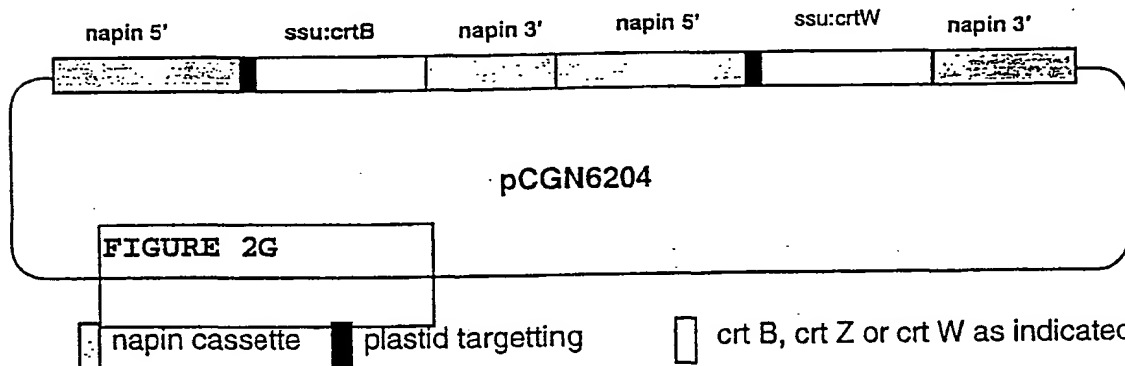 napin 5′ ssu:crtB napin 3′ napin 5′ ssu:crtW napin 3′
pCGN6204
FIGURE 2G
napin cassette plastid targetting crt B, crt Z or crt W as indicated